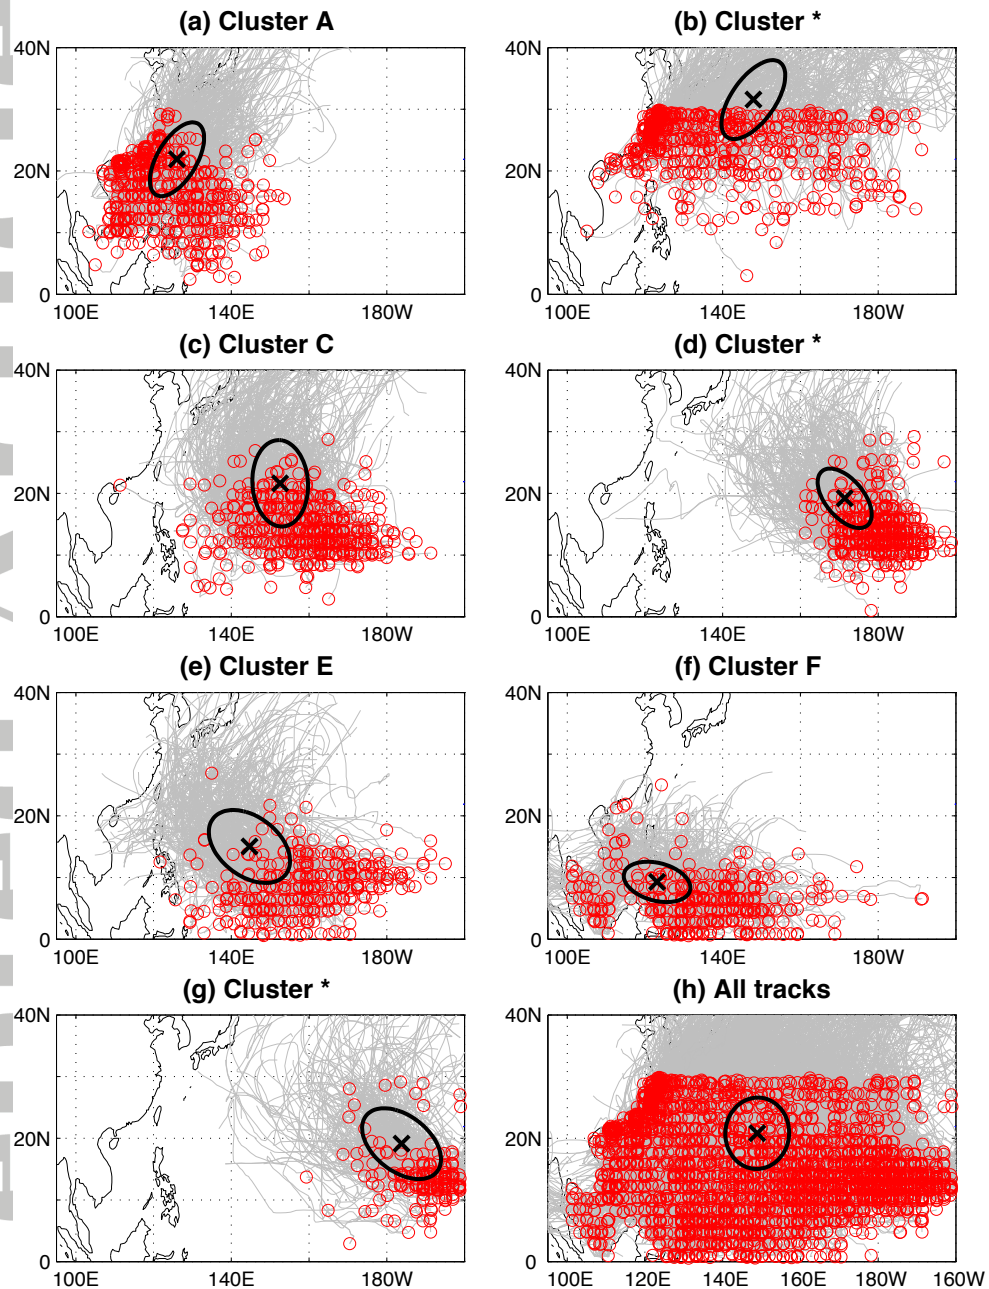 (a) Cluster A
40N
20N
0
100E 140E 180W
(b) Cluster *
40N
20N
0
100E 140E 180W
(c) Cluster C
40N
20N
0
100E 140E 180W
(d) Cluster *
40N
20N
0
100E 140E 180W
(e) Cluster E
40N
20N
0
100E 140E 180W
(f) Cluster F
40N
20N
0
100E 140E 180W
(g) Cluster *
40N
20N
0
100E 140E 180W
(h) All tracks
40N
20N
0
100E 120E 140E 160E 180W 160W